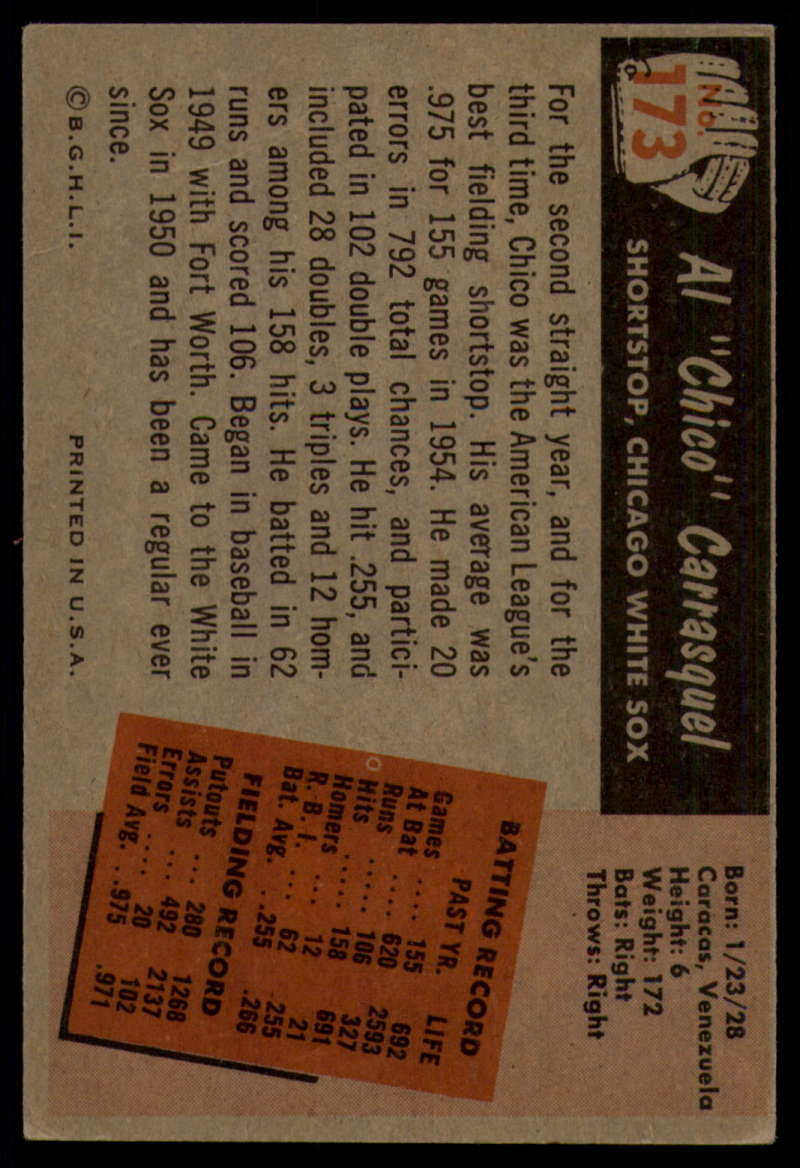 No.
173
Al "Chico" Carrasquel
SHORTSTOP, CHICAGO WHITE SOX
Born: 1/23/28
Caracas, Venezuela
Height: 6
Weight: 172
Bats: Right
Throws: Right
For the second straight year, and for the
third time, Chico was the American League's
best fielding shortstop. His average was
.975 for 155 games in 1954. He made 20
errors in 792 total chances, and partici-
pated in 102 double plays. He hit .255, and
included 28 doubles, 3 triples and 12 hom-
ers among his 158 hits. He batted in 62
runs and scored 106. Began in baseball in
1949 with Fort Worth. Came to the White
Sox in 1950 and has been a regular ever
since.
©B.G.H.L.I. PRINTED IN U.S.A.
BATTING RECORD
PAST YR. LIFE
Games .... 155 692
At Bat .... 620 2593
Runs ..... 106 327
Hits ..... 158 691
Homers ... 12 21
R. B. I. ... 62 255
Bat. Avg. ..255 .266
FIELDING RECORD
Putouts ... 280 1268
Assists ... 492 2137
Errors .... 20 102
Field Avg. ..975 .971